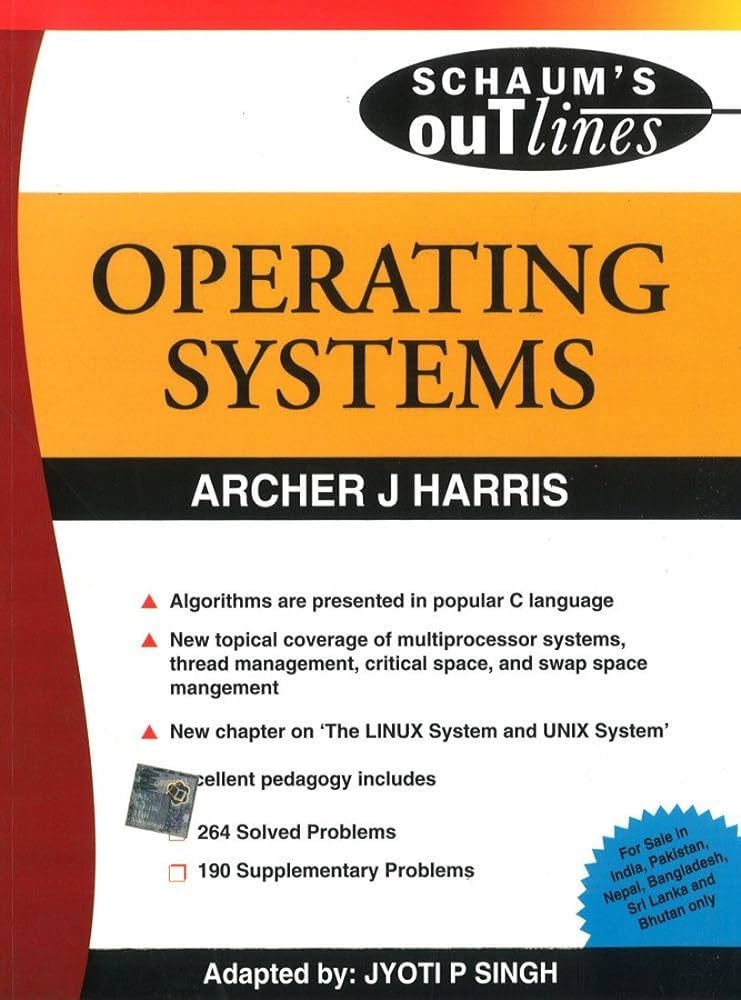 SCHAUM'S
ouTlines
OPERATING
SYSTEMS
ARCHER J HARRIS
Algorithms are presented in popular C language
New topical coverage of multiprocessor systems,
thread management, critical space, and swap space
mangement
New chapter on ‘The LINUX System and UNIX System’
cellent pedagogy includes
264 Solved Problems
190 Supplementary Problems
For Sale in
India, Pakistan,
Nepal, Bangladesh,
Sri Lanka and
Bhutan only
Adapted by: JYOTI P SINGH